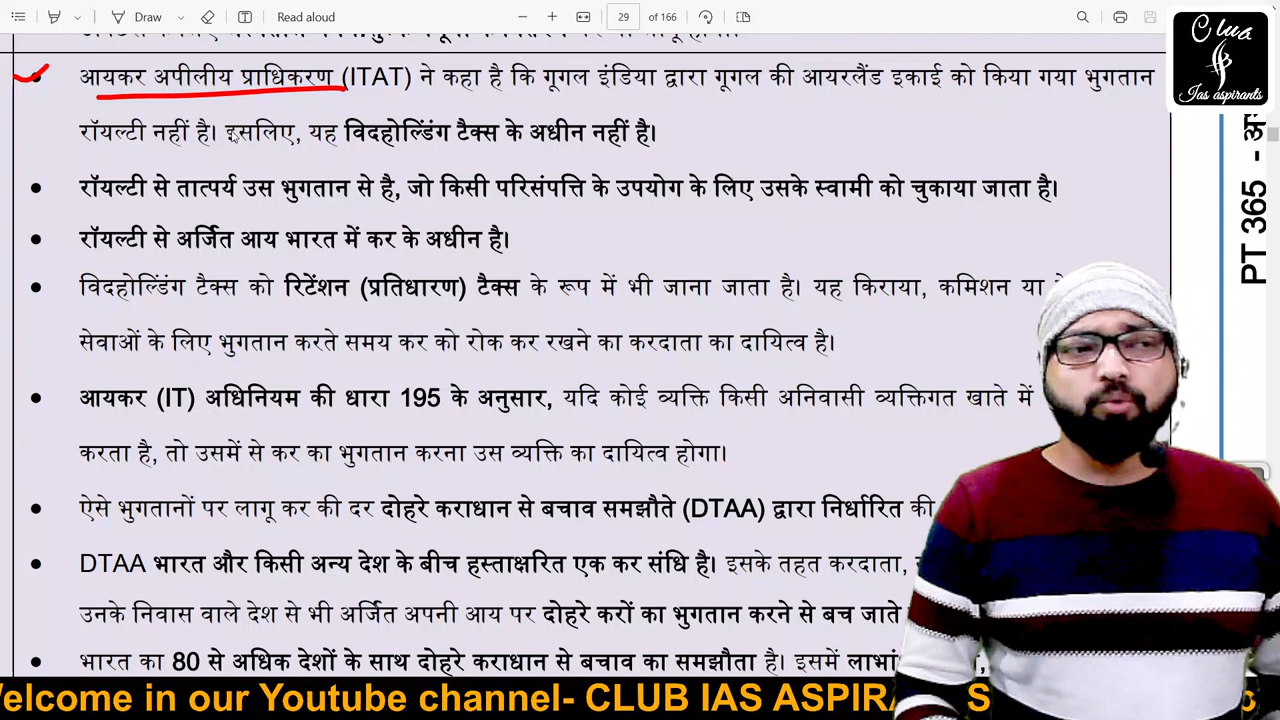 Draw
Read aloud
29 of 166
Club
Ias aspirants
आयकर अपीलीय प्राधिकरण (ITAT) ने कहा है कि गूगल इंडिया द्वारा गूगल की आयरलैंड इकाई को किया गया भुगतान
रॉयल्टी नहीं है। इसलिए, यह विदहोल्डिंग टैक्स के अधीन नहीं है।
रॉयल्टी से तात्पर्य उस भुगतान से है, जो किसी परिसंपत्ति के उपयोग के लिए उसके स्वामी को चुकाया जाता है।
रॉयल्टी से अर्जित आय भारत में कर के अधीन है।
विदहोल्डिंग टैक्स को रिटेंशन (प्रतिधारण) टैक्स के रूप में भी जाना जाता है। यह किराया, कमिशन या
सेवाओं के लिए भुगतान करते समय कर को रोक कर रखने का करदाता का दायित्व है।
आयकर (IT) अधिनियम की धारा 195 के अनुसार, यदि कोई व्यक्ति किसी अनिवासी व्यक्तिगत खाते में
करता है, तो उसमें से कर का भुगतान करना उस व्यक्ति का दायित्व होगा।
ऐसे भुगतानों पर लागू कर की दर दोहरे कराधान से बचाव समझौते (DTAA) द्वारा निर्धारित की
DTAA भारत और किसी अन्य देश के बीच हस्ताक्षरित एक कर संधि है। इसके तहत करदाता,
उनके निवास वाले देश से भी अर्जित अपनी आय पर दोहरे करों का भुगतान करने से बच जाते
भारत का 80 से अधिक देशों के साथ दोहरे कराधान से बचाव का समझौता है। इसमें
PT 365 -
Welcome in our Youtube channel- CLUB IAS ASPIRA S